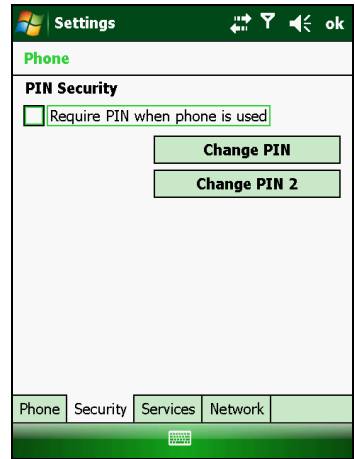 Settings ok
Phone
PIN Security
Require PIN when phone is used
Change PIN
Change PIN 2
Phone Security Services Network